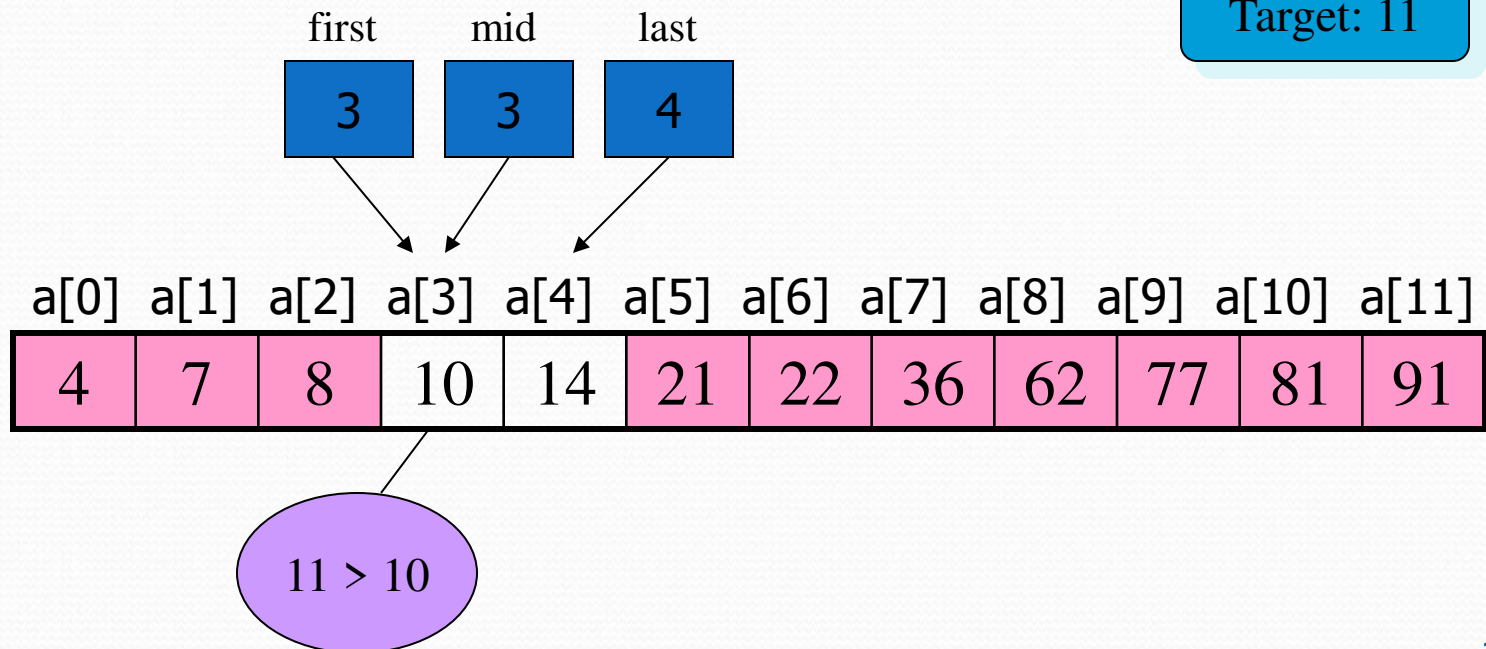 Target: 11
first mid last
3 3 4
a[0] a[1] a[2] a[3] a[4] a[5] a[6] a[7] a[8] a[9] a[10] a[11]
4 7 8 10 14 21 22 36 62 77 81 91
11 > 10